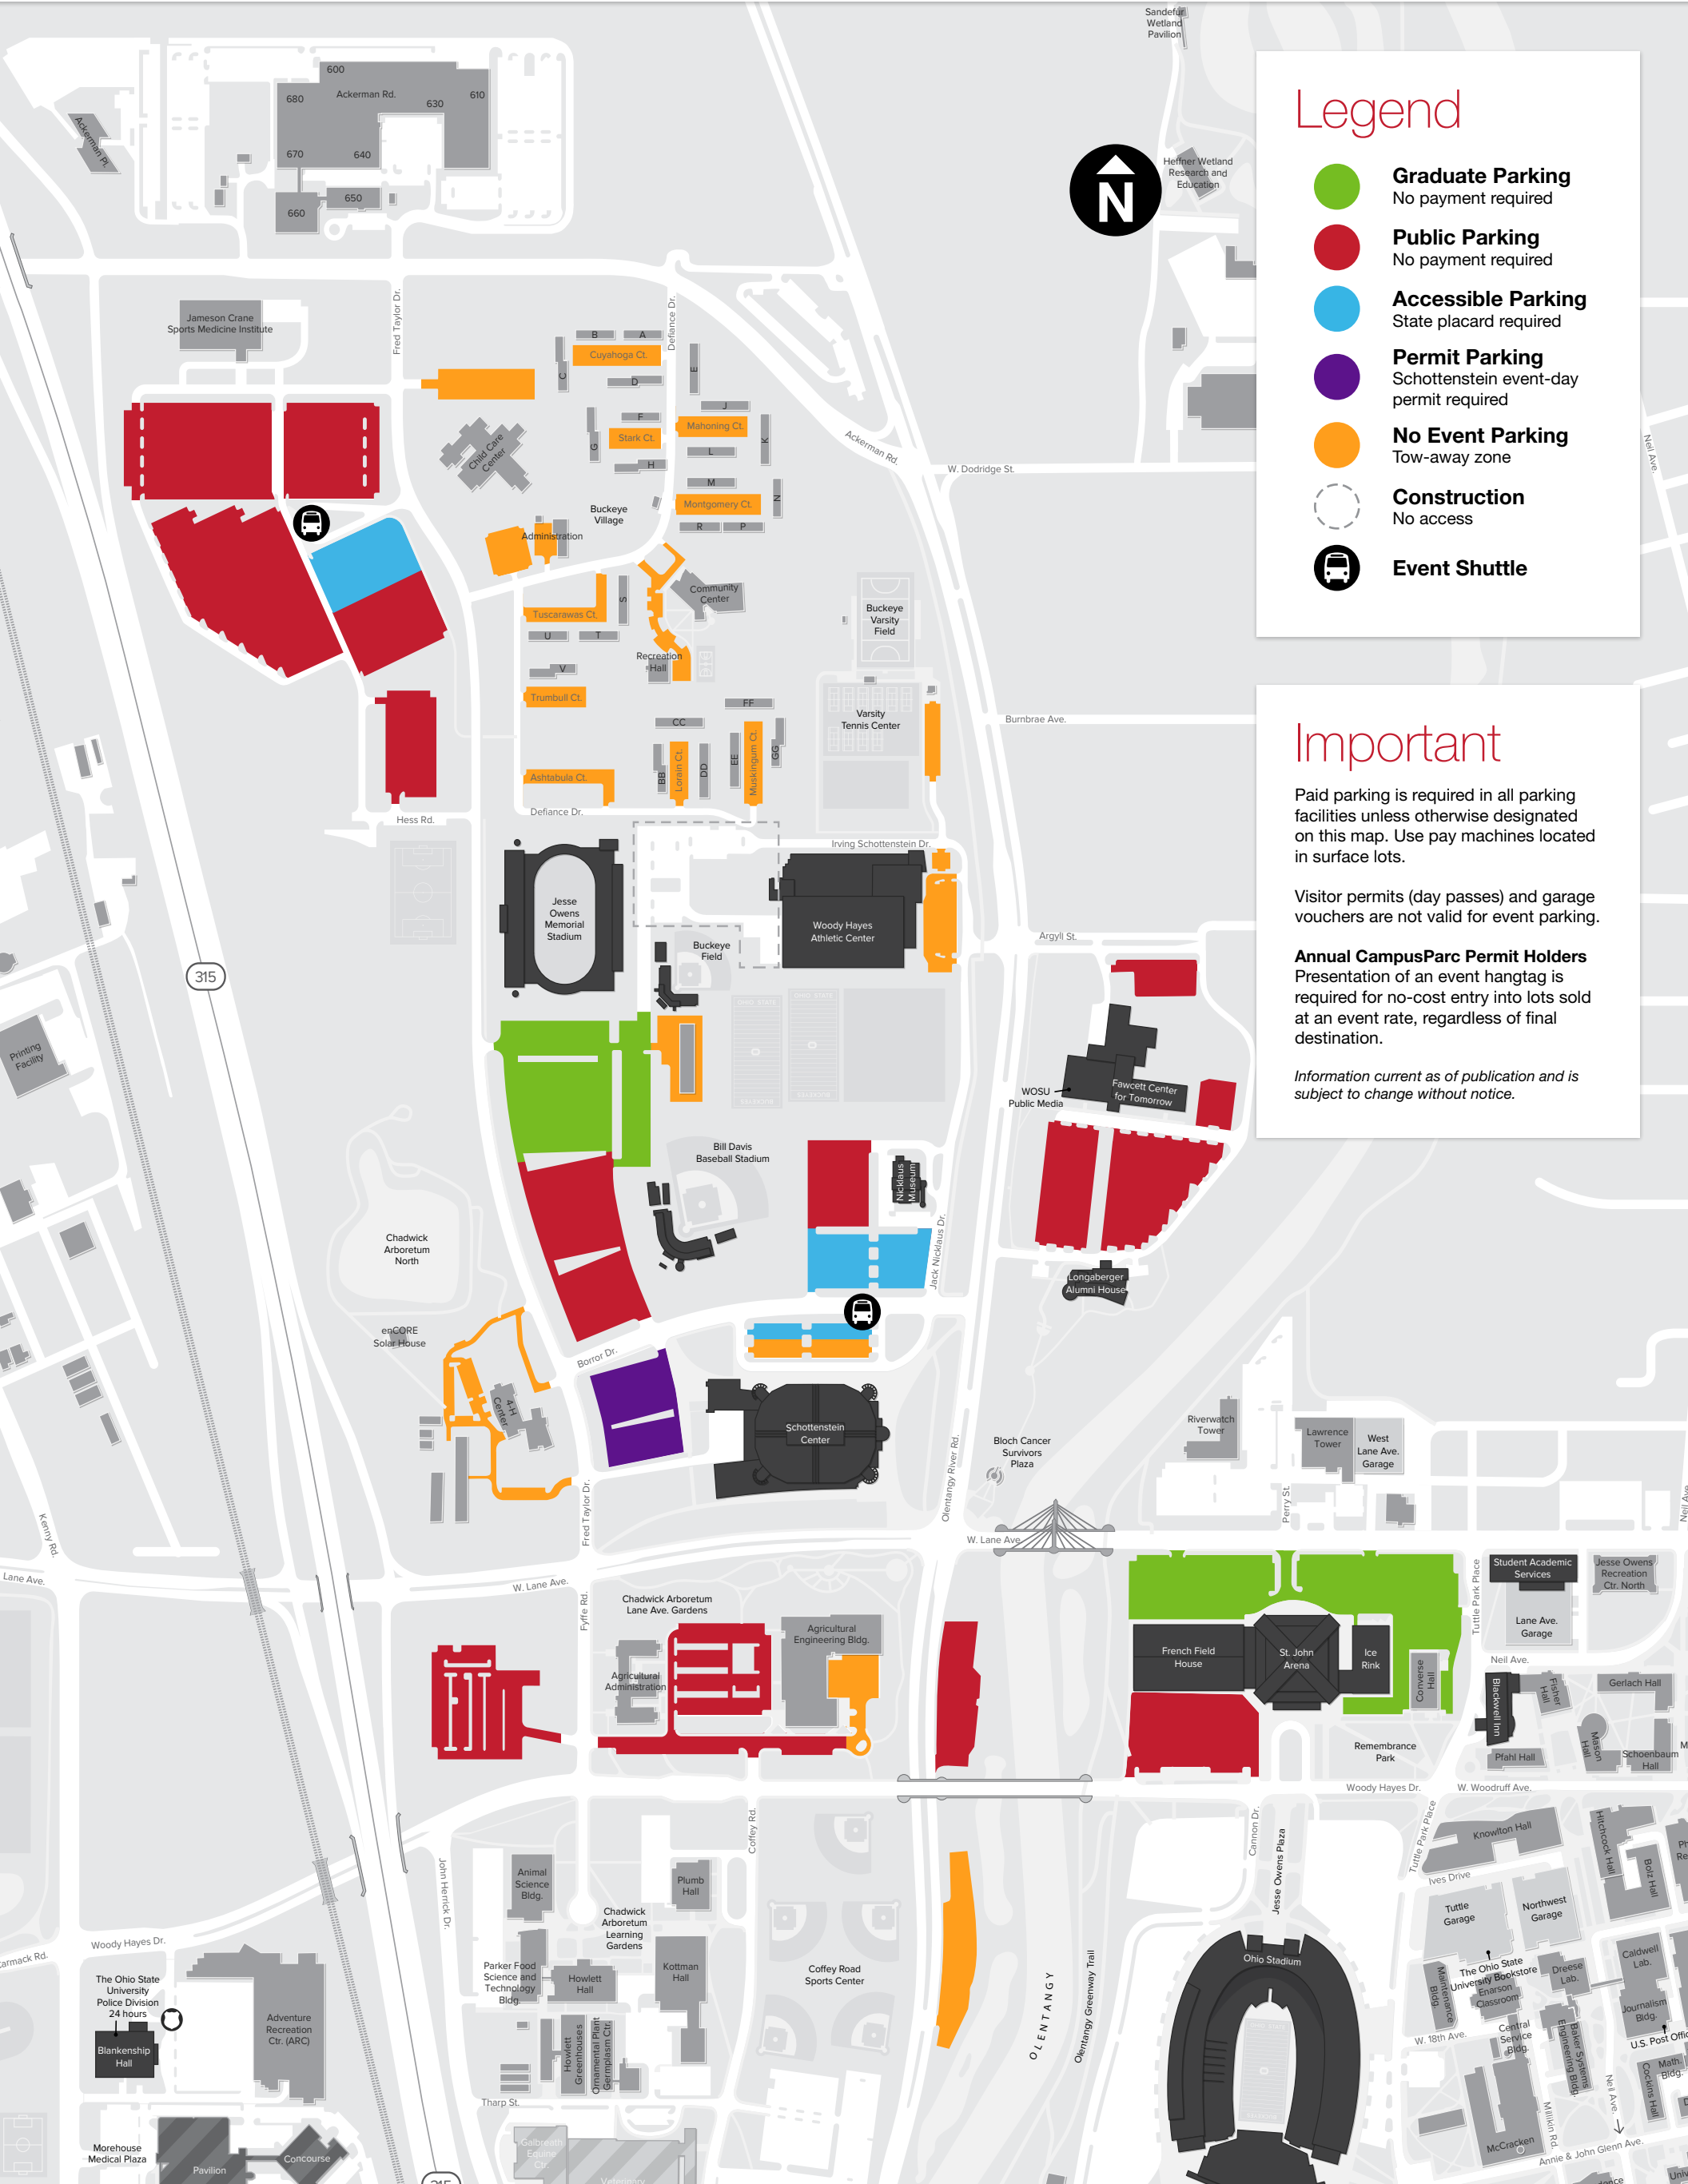 Sandefur
Wetland
Pavilion
Legend
Graduate Parking
No payment required
Public Parking
No payment required
Accessible Parking
State placard required
Permit Parking
Schottenstein event-day
permit required
No Event Parking
Tow-away zone
Construction
No access
Event Shuttle
Important
Paid parking is required in all parking
facilities unless otherwise designated
on this map. Use pay machines located
in surface lots.
Visitor permits (day passes) and garage
vouchers are not valid for event parking.
Annual CampusParc Permit Holders
Presentation of an event hangtag is
required for no-cost entry into lots sold
at an event rate, regardless of final
destination.
Information current as of publication and is
subject to change without notice.
N
Heffner Wetland
Research and
Education
Neil Ave.
600
680
Ackerman Rd.
610
630
670
640
650
660
Ackerman Pl.
Jameson Crane
Sports Medicine Institute
Fred Taylor Dr.
Defiance Dr.
B
A
Cuyahoga Ct.
C
D
E
J
F
Mahoning Ct.
Stark Ct.
G
K
L
H
M
Montgomery Ct.
N
R
P
Child Care
Center
Buckeye
Village
Administration
Ackerman Rd.
W. Dodridge St.
Community
Center
Tuscarawas Ct.
S
U
T
Recreation
Hall
V
Trumbull Ct.
FF
CC
BB
Lorain Ct.
DD
EE
Muskingum Ct.
GG
Ashtabula Ct.
Defiance Dr.
Hess Rd.
Buckeye
Varsity
Field
Varsity
Tennis Center
Burnbrae Ave.
Irving Schottenstein Dr.
Jesse
Owens
Memorial
Stadium
Woody Hayes
Athletic Center
Buckeye
Field
Argyll St.
315
Printing
Facility
WOSU
Public Media
Fawcett Center
for Tomorrow
Bill Davis
Baseball Stadium
Nicklaus
Museum
Jack Nicklaus Dr.
Longaberger
Alumni House
Chadwick
Arboretum
North
enCORE
Solar House
Borror Dr.
4-H
Center
Schottenstein
Center
Fred Taylor Dr.
Olentangy River Rd.
Bloch Cancer
Survivors
Plaza
Riverwatch
Tower
Lawrence
Tower
West
Lane Ave.
Garage
Perry St.
Neil Ave.
Kenny Rd.
Lane Ave.
W. Lane Ave.
W. Lane Ave.
Fyffe Rd.
Chadwick Arboretum
Lane Ave. Gardens
Agricultural
Engineering Bldg.
Agricultural
Administration
French Field
House
St. John
Arena
Ice
Rink
Converse
Hall
Tuttle Park Place
Student Academic
Services
Jesse Owens
Recreation
Ctr. North
Lane Ave.
Garage
Neil Ave.
Blackwell Inn
Fisher
Hall
Gerlach Hall
Mason
Hall
Pfahl Hall
Schoenbaum
Hall
Remembrance
Park
Woody Hayes Dr.
W. Woodruff Ave.
Coffey Rd.
Cannon Dr.
Jesse Owens Plaza
Tuttle Park Place
Knowlton Hall
Hitchcock Hall
Bolz Hall
Ives Drive
Tuttle
Garage
Northwest
Garage
John Herrick Dr.
Animal
Science
Bldg.
Plumb
Hall
Chadwick
Arboretum
Learning
Gardens
Woody Hayes Dr.
Parker Food
Science and
Technology
Bldg.
Howlett
Hall
Kottman
Hall
Coffey Road
Sports Center
OLENTANGY
Olentangy Greenway Trail
Ohio Stadium
The Ohio State
University Bookstore
Enarson
Classroom
Maintenance
Bldg.
Dreese
Lab.
Caldwell
Lab.
Journalism
Bldg.
W. 18th Ave.
Central
Service
Bldg.
Baker Systems
Engineering Bldg.
Neil Ave.
Math.
Bldg.
Cockins Hall
McCracken
Millikin Rd.
Annie & John Glenn Ave.
The Ohio State
University
Police Division
24 hours
Blankenship
Hall
Adventure
Recreation
Ctr. (ARC)
Howlett
Greenhouses
Ornamental Plant
Germplasm Ctr.
Tharp St.
Morehouse
Medical Plaza
Pavilion
Concourse
Galbreath
Equine
Ctr.
Veterinary